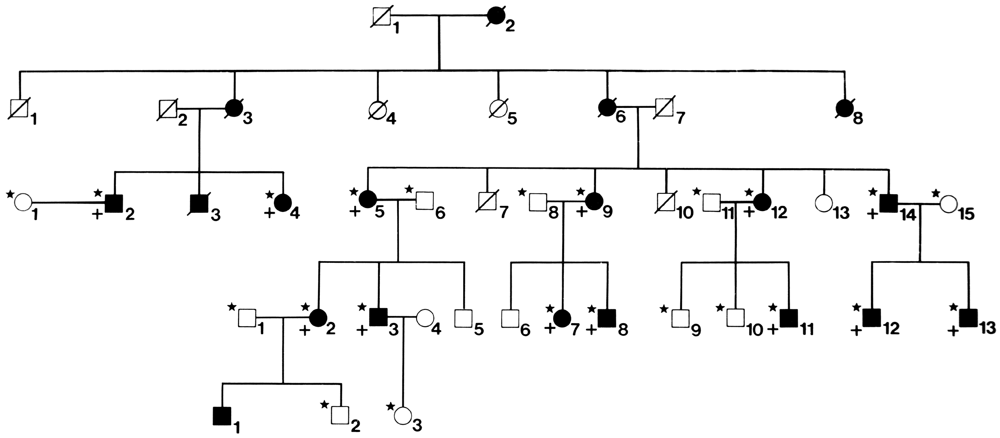 1 2
1 2 3 4 5 6 7 8
★ 1 ★ + 2 3 ★ + 4 ★ + 5 ★ 6 7 ★ 8 ★ + 9 10 ★ 11 ★ + 12 13 ★ + 14 ★ 15
★ 1 ★ + 2 ★ + 3 4 5 6 ★ + 7 ★ + 8 ★ 9 ★ 10 ★ + 11 ★ + 12 ★ + 13
1 ★ 2 ★ 3